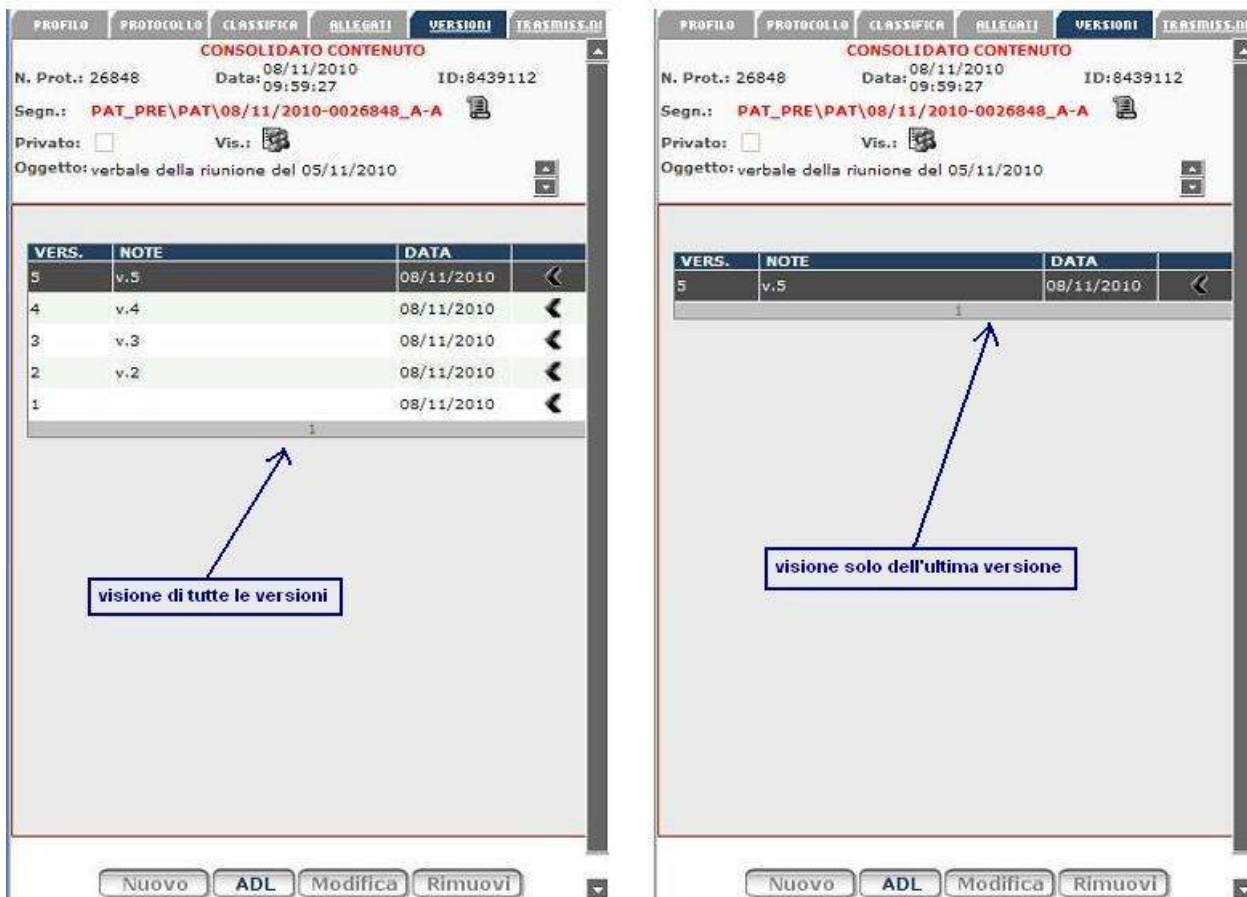 PROFILO PROTOCOLLO CLASSIFICA ALLEGATI VERSIONI TRASMISS.NI
CONSOLIDATO CONTENUTO
N. Prot.: 26848 Data: 08/11/2010 09:59:27 ID:8439112
Segn.: PAT_PRE\PAT\08/11/2010-0026848_A-A
Privato: Vis.:
Oggetto: verbale della riunione del 05/11/2010
VERS. NOTE DATA
5 v.5 08/11/2010
4 v.4 08/11/2010
3 v.3 08/11/2010
2 v.2 08/11/2010
1 08/11/2010
1
visione di tutte le versioni
Nuovo ADL Modifica Rimuovi
PROFILO PROTOCOLLO CLASSIFICA ALLEGATI VERSIONI TRASMISS.NI
CONSOLIDATO CONTENUTO
N. Prot.: 26848 Data: 08/11/2010 09:59:27 ID:8439112
Segn.: PAT_PRE\PAT\08/11/2010-0026848_A-A
Privato: Vis.:
Oggetto: verbale della riunione del 05/11/2010
VERS. NOTE DATA
5 v.5 08/11/2010
1
visione solo dell'ultima versione
Nuovo ADL Modifica Rimuovi